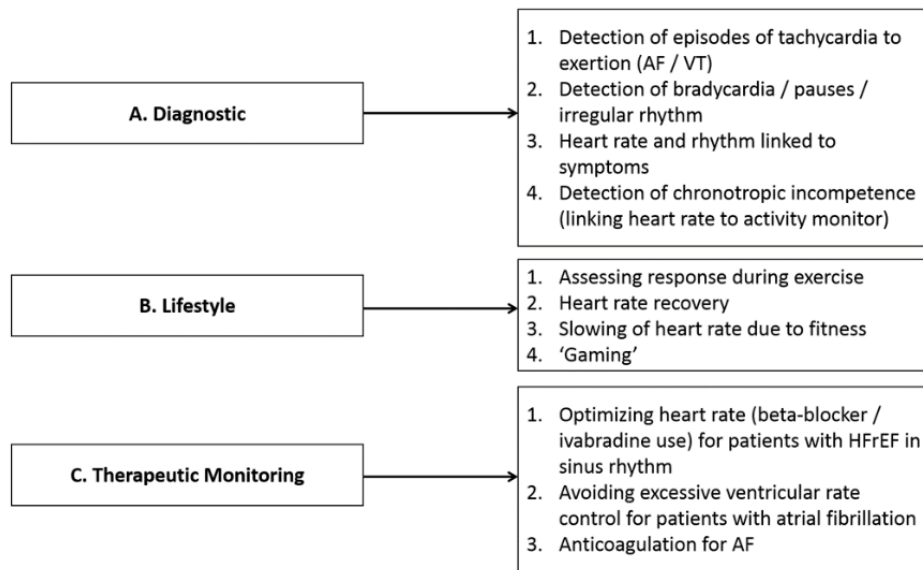 A. Diagnostic
1. Detection of episodes of tachycardia to
exertion (AF / VT)
2. Detection of bradycardia / pauses /
irregular rhythm
3. Heart rate and rhythm linked to
symptoms
4. Detection of chronotropic incompetence
(linking heart rate to activity monitor)
B. Lifestyle
1. Assessing response during exercise
2. Heart rate recovery
3. Slowing of heart rate due to fitness
4. ‘Gaming’
C. Therapeutic Monitoring
1. Optimizing heart rate (beta-blocker /
ivabradine use) for patients with HFrEF in
sinus rhythm
2. Avoiding excessive ventricular rate
control for patients with atrial fibrillation
3. Anticoagulation for AF